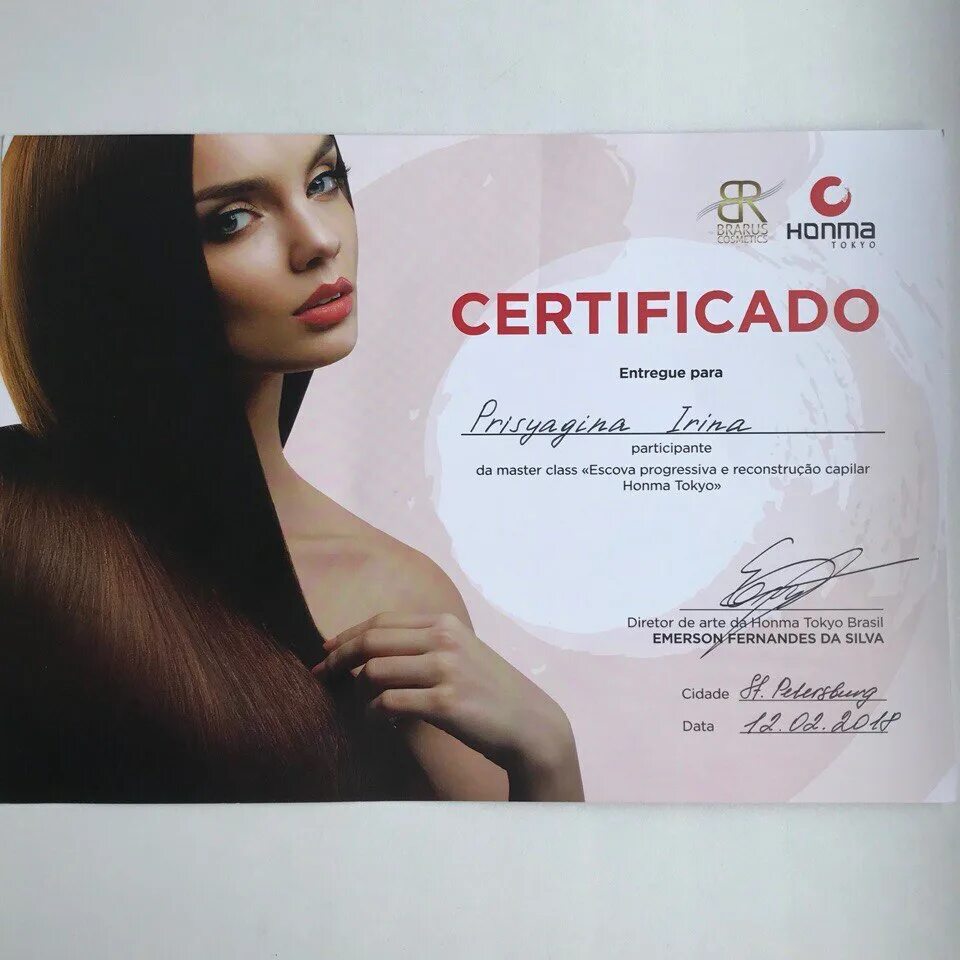 BR
BRARUS
COSMETICS
HONMA
TOKYO
CERTIFICADO
Entregue para
Prisyagina Irina
participante
da master class «Escova progressiva e reconstrução capilar
Honma Tokyo»
Diretor de arte da Honma Tokyo Brasil
EMERSON FERNANDES DA SILVA
Cidade St. Petersburg
Data 12.02.2018